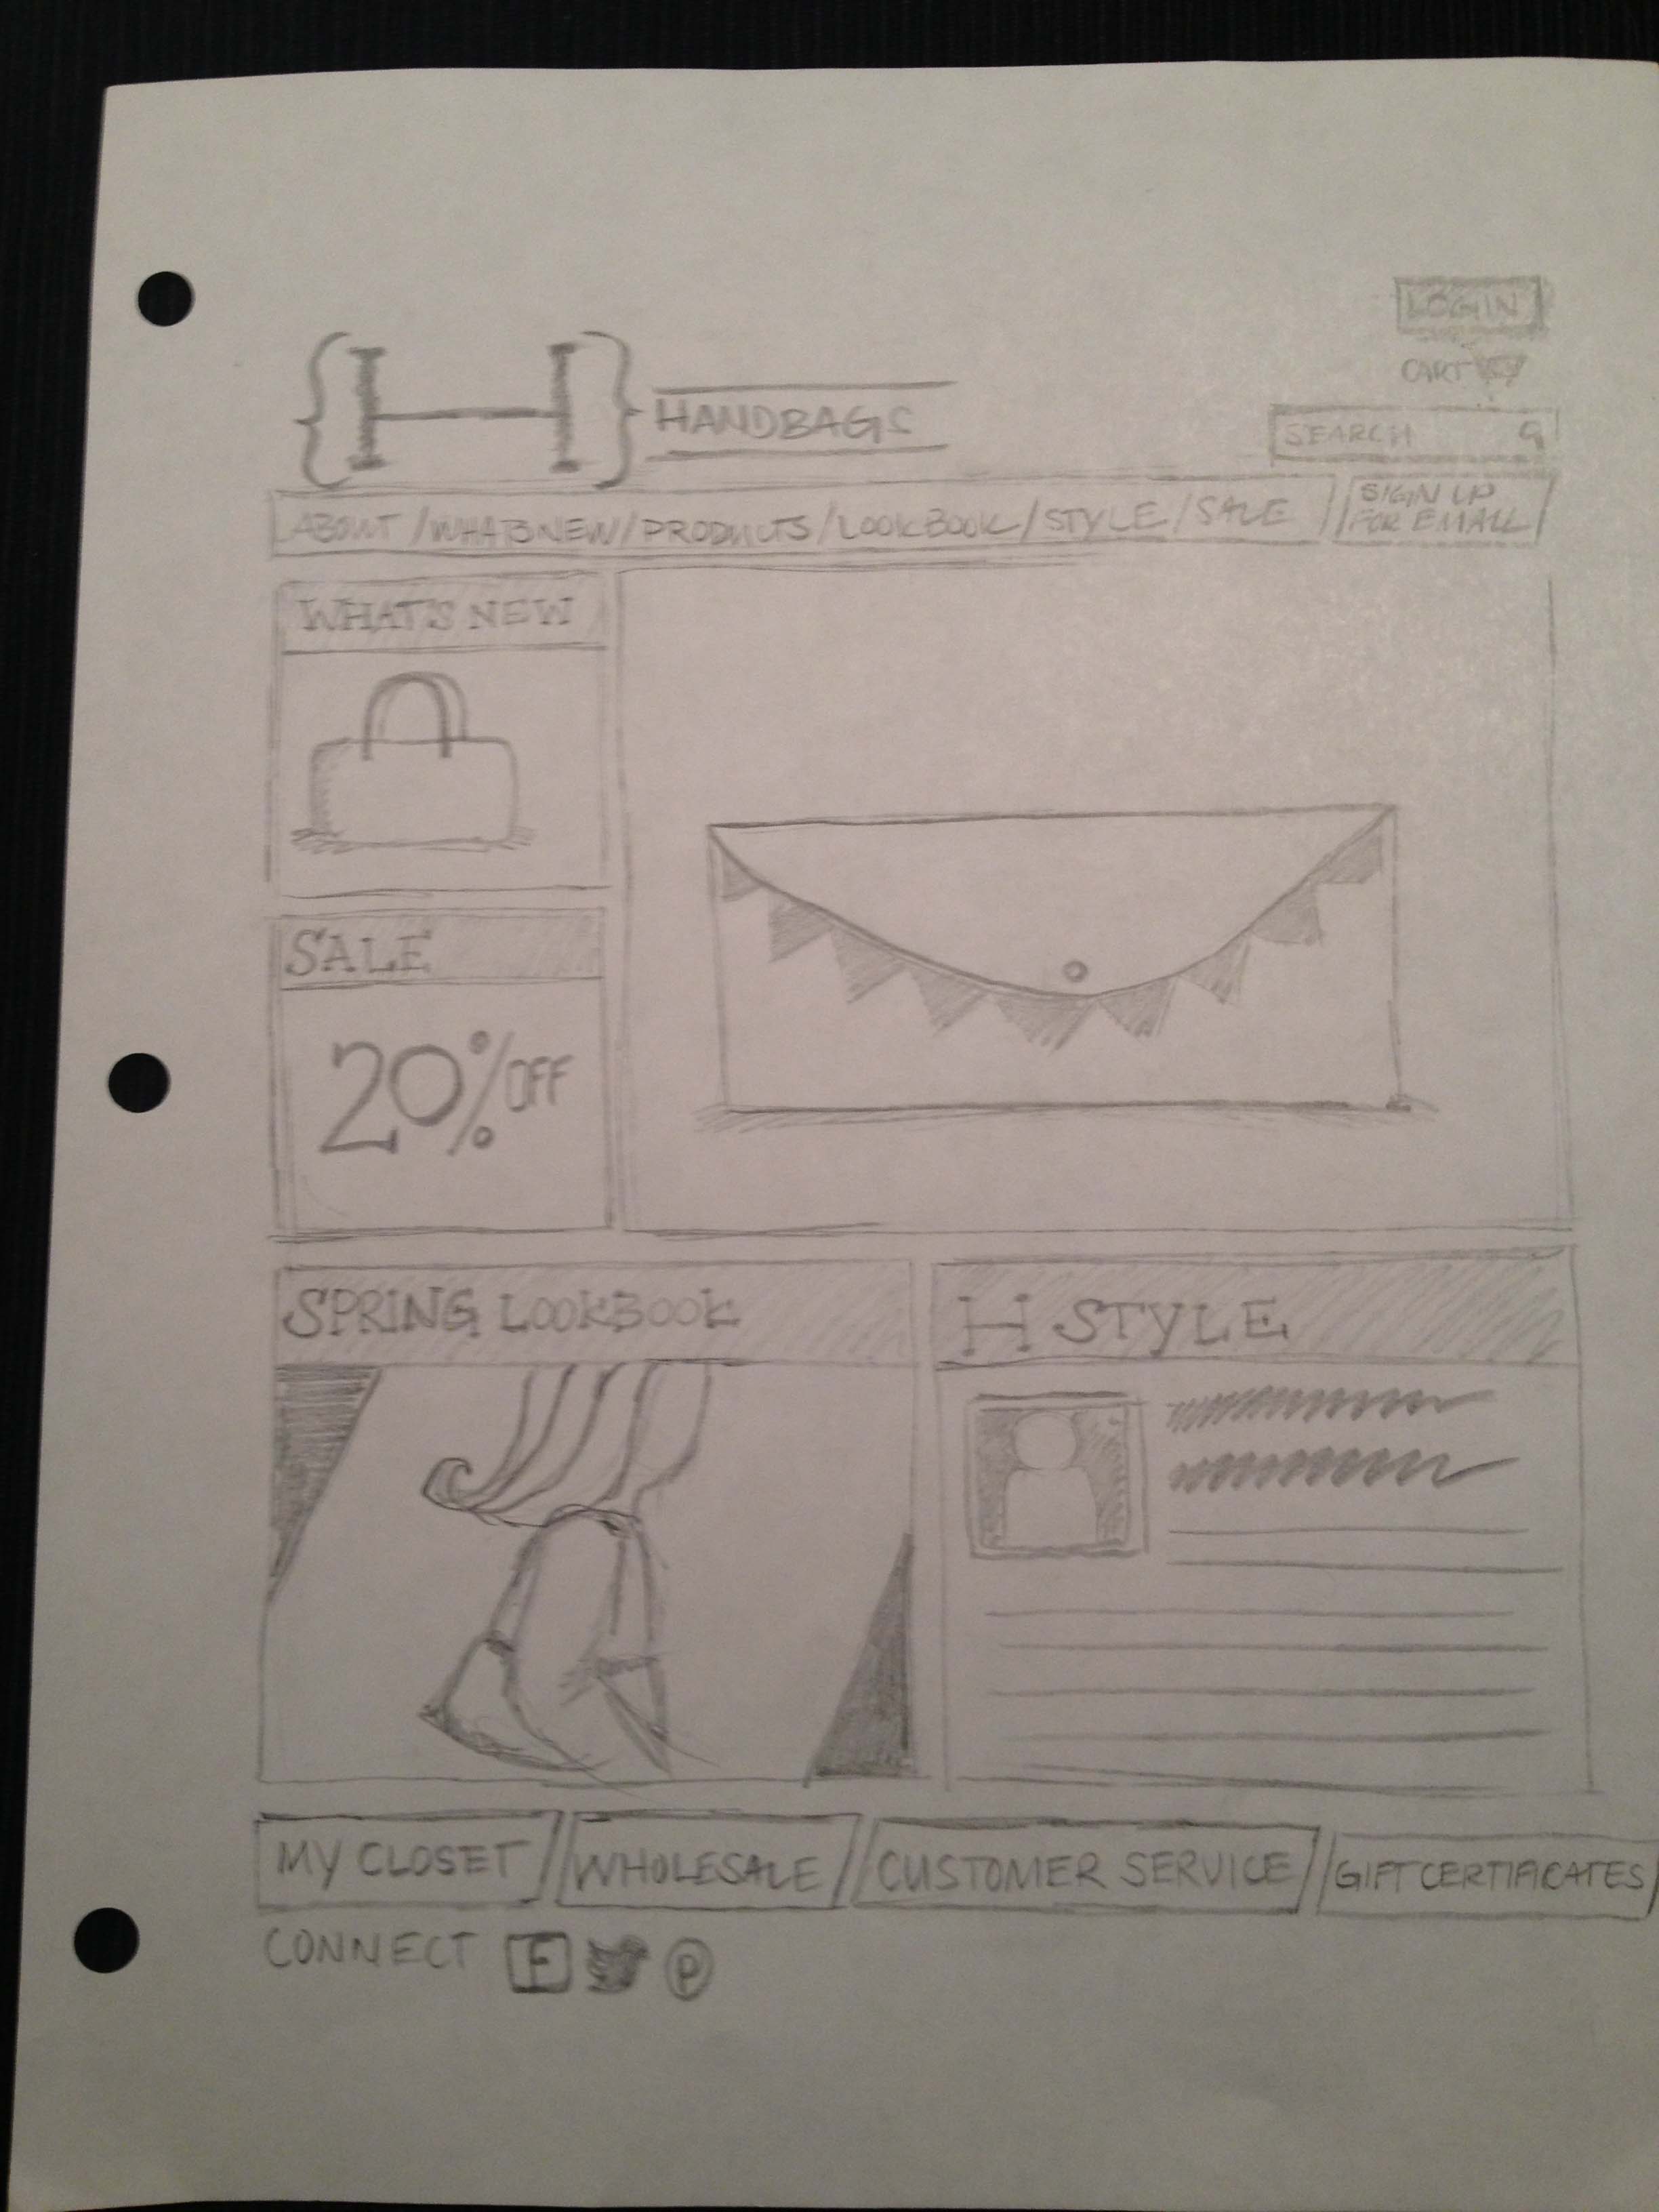 LOGIN
CART
{H} HANDBAGS
SEARCH
ABOUT / WHAT'S NEW / PRODUCTS / LOOKBOOK / STYLE / SALE
SIGN UP
FOR EMAIL
WHAT'S NEW
SALE
20% OFF
SPRING LOOKBOOK
H STYLE
MY CLOSET
WHOLESALE
CUSTOMER SERVICE
GIFT CERTIFICATES
CONNECT F P